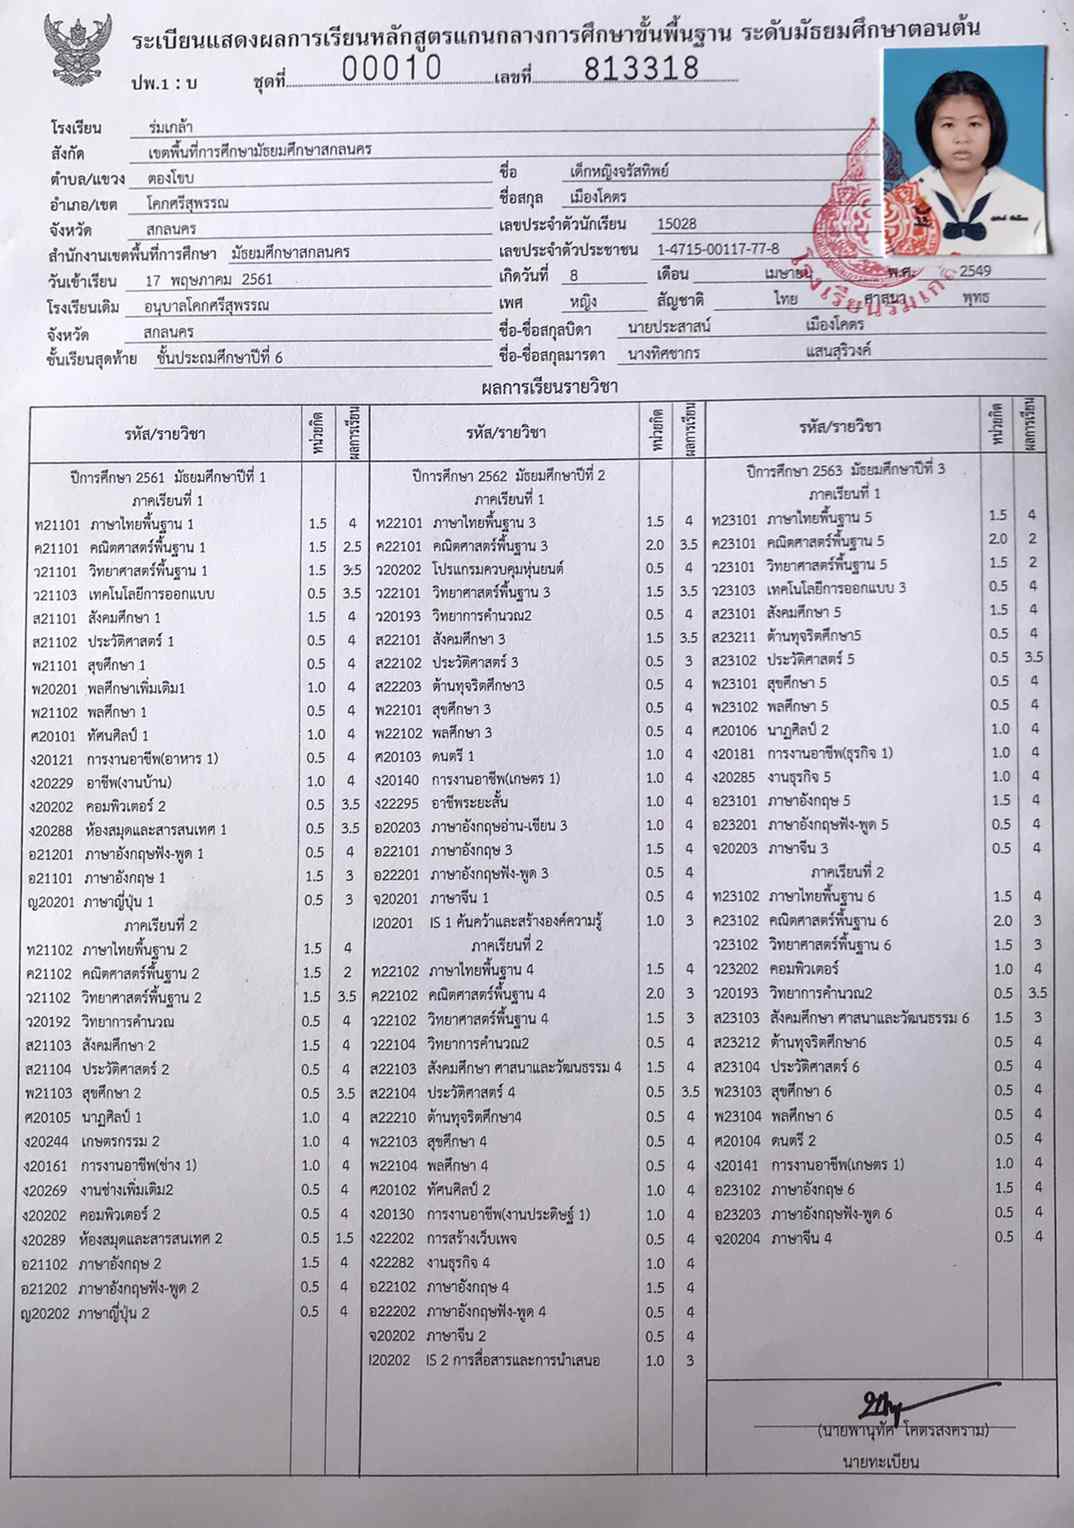 ระเบียนแสดงผลการเรียนหลักสูตรแกนกลางการศึกษาขั้นพื้นฐาน ระดับมัธยมศึกษาตอนต้น
ปพ.1 : บ ชุดที่ 00010 เลขที่ 813318
โรงเรียน ร่มเกล้า
สังกัด เขตพื้นที่การศึกษามัธยมศึกษาสกลนคร
ตำบล/แขวง ตองโขบ
อำเภอ/เขต โคกศรีสุพรรณ
จังหวัด สกลนคร
สำนักงานเขตพื้นที่การศึกษา มัธยมศึกษาสกลนคร
วันเข้าเรียน 17 พฤษภาคม 2561
โรงเรียนเดิม อนุบาลโคกศรีสุพรรณ
จังหวัด สกลนคร
ชั้นเรียนสุดท้าย ชั้นประถมศึกษาปีที่ 6
ชื่อ เด็กหญิงจรัสทิพย์
ชื่อสกุล เมืองโคตร
เลขประจำตัวนักเรียน 15028
เลขประจำตัวประชาชน 1-4715-00117-77-8
เกิดวันที่ 8 เดือน เมษายน พ.ศ. 2549
เพศ หญิง สัญชาติ ไทย ศาสนา พุทธ
ชื่อ-ชื่อสกุลบิดา นายประสาสน์ เมืองโคตร
ชื่อ-ชื่อสกุลมารดา นางทิศชากร แสนสุริวงค์
โรงเรียนร่มเกล้า
ผลการเรียนรายวิชา
รหัส/รายวิชา หน่วยกิต ผลการเรียน
ปีการศึกษา 2561 มัธยมศึกษาปีที่ 1
ภาคเรียนที่ 1
ท21101 ภาษาไทยพื้นฐาน 1 1.5 4
ค21101 คณิตศาสตร์พื้นฐาน 1 1.5 2.5
ว21101 วิทยาศาสตร์พื้นฐาน 1 1.5 3.5
ว21103 เทคโนโลยีการออกแบบ 0.5 3.5
ส21101 สังคมศึกษา 1 1.5 4
ส21102 ประวัติศาสตร์ 1 0.5 4
พ21101 สุขศึกษา 1 0.5 4
พ20201 พลศึกษาเพิ่มเติม1 1.0 4
พ21102 พลศึกษา 1 0.5 4
ศ20101 ทัศนศิลป์ 1 1.0 4
ง20121 การงานอาชีพ(อาหาร 1) 0.5 4
ง20229 อาชีพ(งานบ้าน) 1.0 4
ง20202 คอมพิวเตอร์ 2 0.5 3.5
ง20288 ห้องสมุดและสารสนเทศ 1 0.5 3.5
อ21201 ภาษาอังกฤษฟัง-พูด 1 0.5 4
อ21101 ภาษาอังกฤษ 1 1.5 3
ญ20201 ภาษาญี่ปุ่น 1 0.5 3
ภาคเรียนที่ 2
ท21102 ภาษาไทยพื้นฐาน 2 1.5 4
ค21102 คณิตศาสตร์พื้นฐาน 2 1.5 2
ว21102 วิทยาศาสตร์พื้นฐาน 2 1.5 3.5
ว20192 วิทยาการคำนวณ 0.5 4
ส21103 สังคมศึกษา 2 1.5 4
ส21104 ประวัติศาสตร์ 2 0.5 4
พ21103 สุขศึกษา 2 0.5 3.5
ศ20105 นาฏศิลป์ 1 1.0 4
ง20244 เกษตรกรรม 2 1.0 4
ง20161 การงานอาชีพ(ช่าง 1) 1.0 4
ง20269 งานช่างเพิ่มเติม2 0.5 4
ง20202 คอมพิวเตอร์ 2 0.5 4
ง20289 ห้องสมุดและสารสนเทศ 2 0.5 1.5
อ21102 ภาษาอังกฤษ 2 1.5 4
อ21202 ภาษาอังกฤษฟัง-พูด 2 0.5 4
ญ20202 ภาษาญี่ปุ่น 2 0.5 4
รหัส/รายวิชา หน่วยกิต ผลการเรียน
ปีการศึกษา 2562 มัธยมศึกษาปีที่ 2
ภาคเรียนที่ 1
ท22101 ภาษาไทยพื้นฐาน 3 1.5 4
ค22101 คณิตศาสตร์พื้นฐาน 3 2.0 3.5
ว20202 โปรแกรมควบคุมหุ่นยนต์ 0.5 4
ว22101 วิทยาศาสตร์พื้นฐาน 3 1.5 3.5
ว20193 วิทยาการคำนวณ2 0.5 4
ส22101 สังคมศึกษา 3 1.5 3.5
ส22102 ประวัติศาสตร์ 3 0.5 3
ส22203 ต้านทุจริตศึกษา3 0.5 4
พ22101 สุขศึกษา 3 0.5 4
พ22102 พลศึกษา 3 0.5 4
ศ20103 ดนตรี 1 1.0 4
ง20140 การงานอาชีพ(เกษตร 1) 1.0 4
ง22295 อาชีพระยะสั้น 1.0 4
อ20203 ภาษาอังกฤษอ่าน-เขียน 3 1.0 4
อ22101 ภาษาอังกฤษ 3 1.5 4
อ22201 ภาษาอังกฤษฟัง-พูด 3 0.5 4
จ20201 ภาษาจีน 1 0.5 4
I20201 IS 1 ค้นคว้าและสร้างองค์ความรู้ 1.0 3
ภาคเรียนที่ 2
ท22102 ภาษาไทยพื้นฐาน 4 1.5 4
ค22102 คณิตศาสตร์พื้นฐาน 4 2.0 3
ว22102 วิทยาศาสตร์พื้นฐาน 4 1.5 3
ว22104 วิทยาการคำนวณ2 0.5 4
ส22103 สังคมศึกษา ศาสนาและวัฒนธรรม 4 1.5 4
ส22104 ประวัติศาสตร์ 4 0.5 3.5
ส22210 ต้านทุจริตศึกษา4 0.5 4
พ22103 สุขศึกษา 4 0.5 4
พ22104 พลศึกษา 4 0.5 4
ศ20102 ทัศนศิลป์ 2 1.0 4
ง20130 การงานอาชีพ(งานประดิษฐ์ 1) 1.0 4
ง22202 การสร้างเว็บเพจ 0.5 4
ง22282 งานธุรกิจ 4 1.0 4
อ22102 ภาษาอังกฤษ 4 1.5 4
อ22202 ภาษาอังกฤษฟัง-พูด 4 0.5 4
จ20202 ภาษาจีน 2 0.5 4
I20202 IS 2 การสื่อสารและการนำเสนอ 1.0 3
รหัส/รายวิชา หน่วยกิต ผลการเรียน
ปีการศึกษา 2563 มัธยมศึกษาปีที่ 3
ภาคเรียนที่ 1
ท23101 ภาษาไทยพื้นฐาน 5 1.5 4
ค23101 คณิตศาสตร์พื้นฐาน 5 2.0 2
ว23101 วิทยาศาสตร์พื้นฐาน 5 1.5 2
ว23103 เทคโนโลยีการออกแบบ 3 0.5 4
ส23101 สังคมศึกษา 5 1.5 4
ส23211 ต้านทุจริตศึกษา5 0.5 4
ส23102 ประวัติศาสตร์ 5 0.5 3.5
พ23101 สุขศึกษา 5 0.5 4
พ23102 พลศึกษา 5 0.5 4
ศ20106 นาฏศิลป์ 2 1.0 4
ง20181 การงานอาชีพ(ธุรกิจ 1) 1.0 4
ง20285 งานธุรกิจ 5 1.0 4
อ23101 ภาษาอังกฤษ 5 1.5 4
อ23201 ภาษาอังกฤษฟัง-พูด 5 0.5 4
จ20203 ภาษาจีน 3 0.5 4
ภาคเรียนที่ 2
ท23102 ภาษาไทยพื้นฐาน 6 1.5 4
ค23102 คณิตศาสตร์พื้นฐาน 6 2.0 3
ว23102 วิทยาศาสตร์พื้นฐาน 6 1.5 3
ว23202 คอมพิวเตอร์ 1.0 4
ว20193 วิทยาการคำนวณ2 0.5 3.5
ส23103 สังคมศึกษา ศาสนาและวัฒนธรรม 6 1.5 3
ส23212 ต้านทุจริตศึกษา6 0.5 4
ส23104 ประวัติศาสตร์ 6 0.5 4
พ23103 สุขศึกษา 6 0.5 4
พ23104 พลศึกษา 6 0.5 4
ศ20104 ดนตรี 2 0.5 4
ง20141 การงานอาชีพ(เกษตร 1) 1.0 4
อ23102 ภาษาอังกฤษ 6 1.5 4
อ23203 ภาษาอังกฤษฟัง-พูด 6 0.5 4
จ20204 ภาษาจีน 4 0.5 4
(นายพานุทัศ โคตรสงคราม)
นายทะเบียน